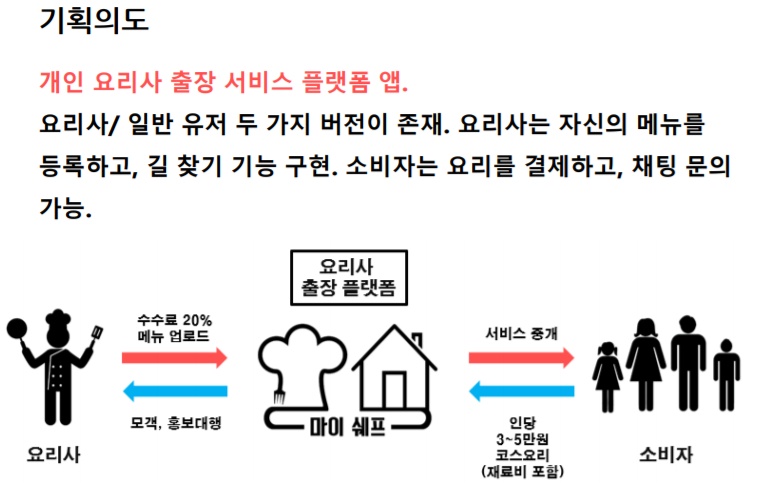 기획의도
개인 요리사 출장 서비스 플랫폼 앱.
요리사/ 일반 유저 두 가지 버전이 존재. 요리사는 자신의 메뉴를
등록하고, 길 찾기 기능 구현. 소비자는 요리를 결제하고, 채팅 문의
가능.
요리사
출장 플랫폼
수수료 20%
메뉴 업로드
서비스 중개
모객, 홍보대행
마이 쉐프
인당
3~5만원
코스요리
(재료비 포함)
요리사
소비자